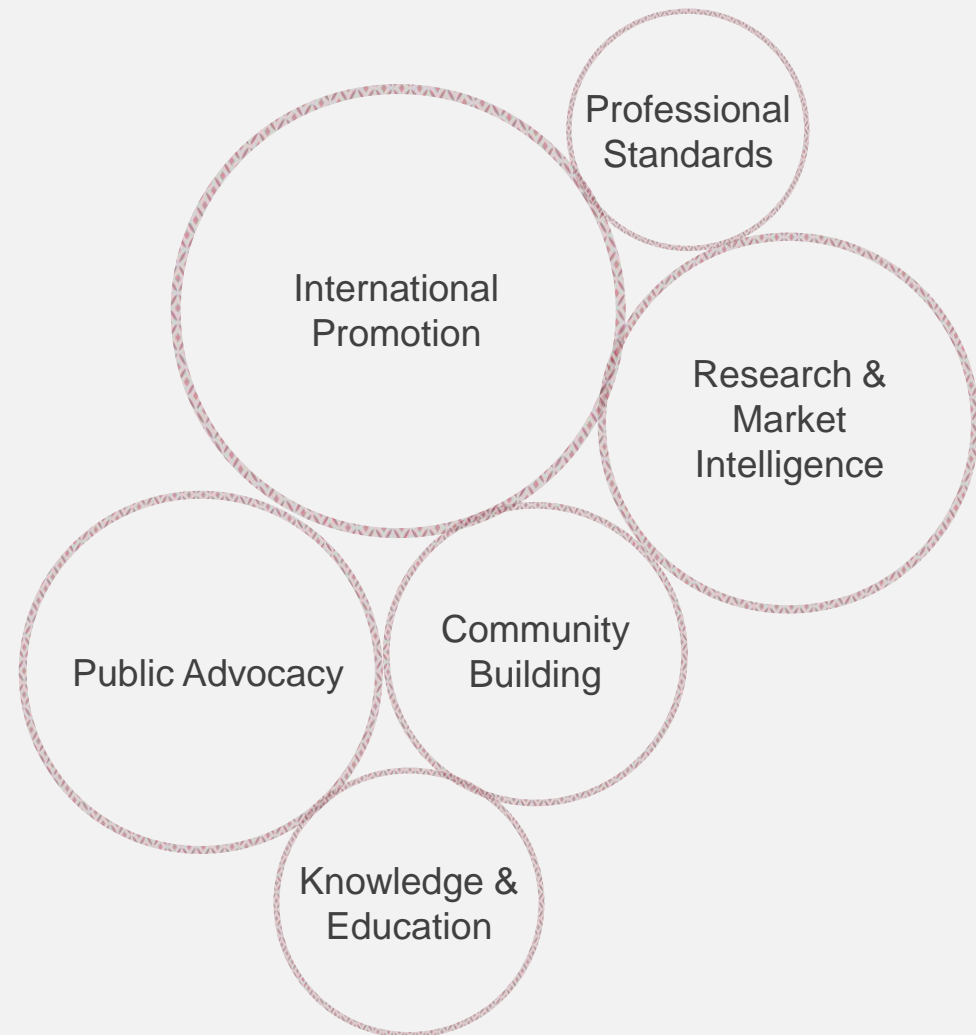 Professional
Standards
International
Promotion
Research &
Market
Intelligence
Community
Building
Public Advocacy
Knowledge &
Education